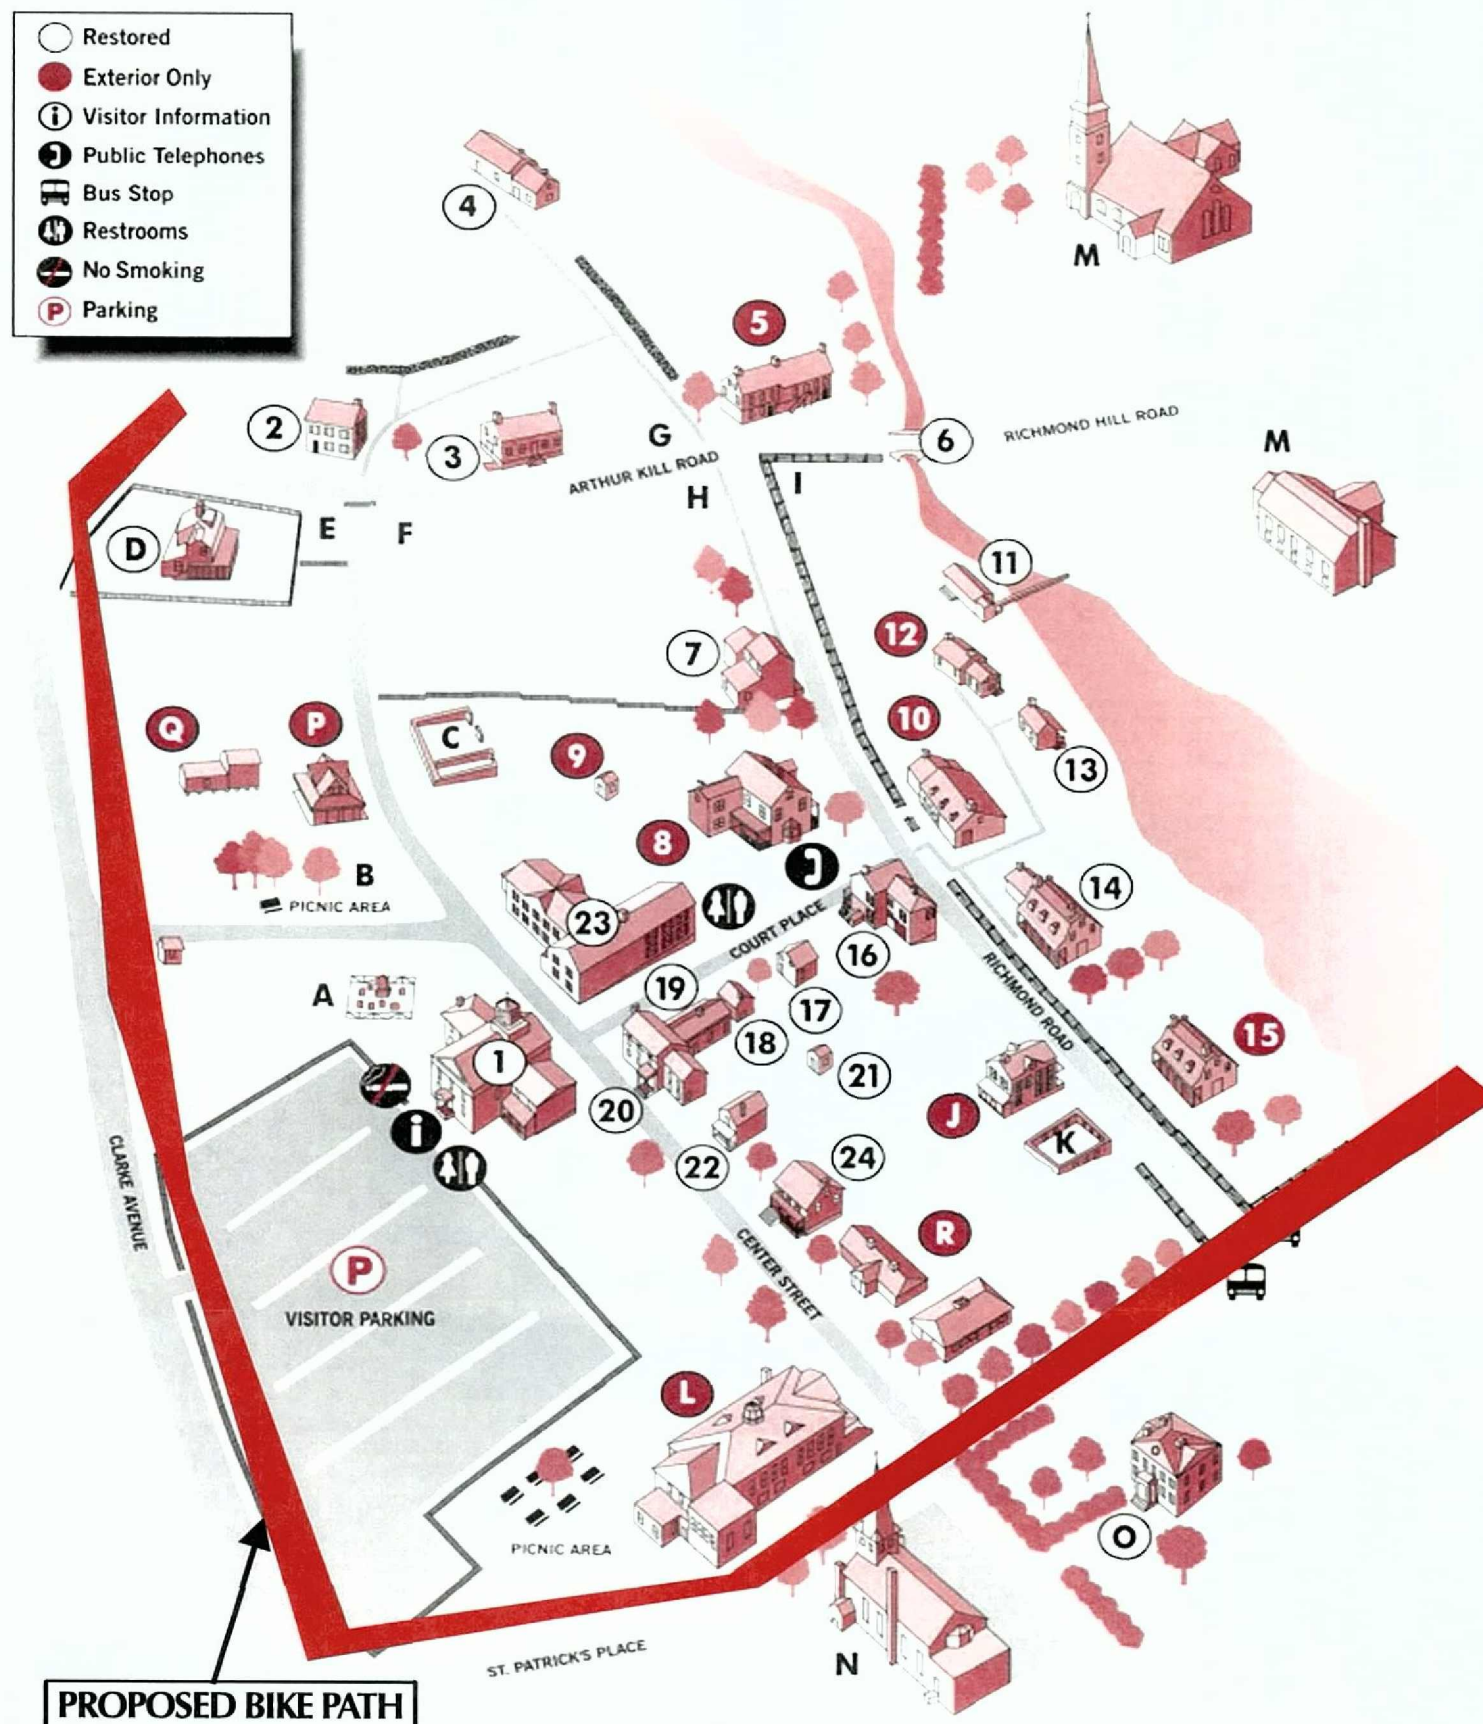 Restored
Exterior Only
i Visitor Information
Public Telephones
Bus Stop
Restrooms
No Smoking
P Parking
4
M
5
2
3
G
6
RICHMOND HILL ROAD
M
ARTHUR KILL ROAD
H
I
D
E
F
11
12
7
Q
P
C
9
10
13
8
B
PICNIC AREA
23
COURT PLACE
14
16
A
19
17
18
RICHMOND ROAD
15
1
21
20
i
J
K
22
24
CLARKE AVENUE
P
VISITOR PARKING
CENTER STREET
R
L
O
PICNIC AREA
ST. PATRICK'S PLACE
N
PROPOSED BIKE PATH